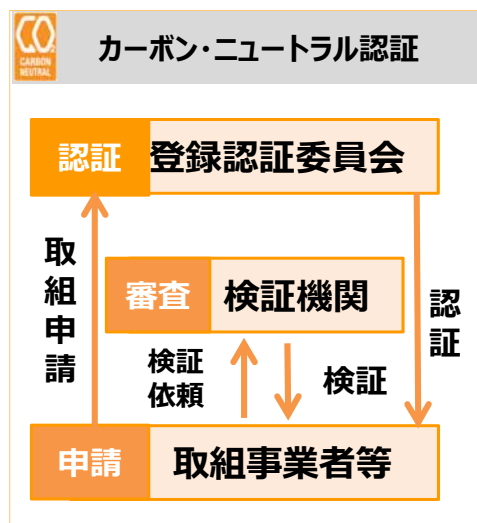 CO2
CARBON
NEUTRAL
カーボン・ニュートラル認証
認証 登録認証委員会
取組申請
審査 検証機関
認証
検証
依頼
検証
申請 取組事業者等